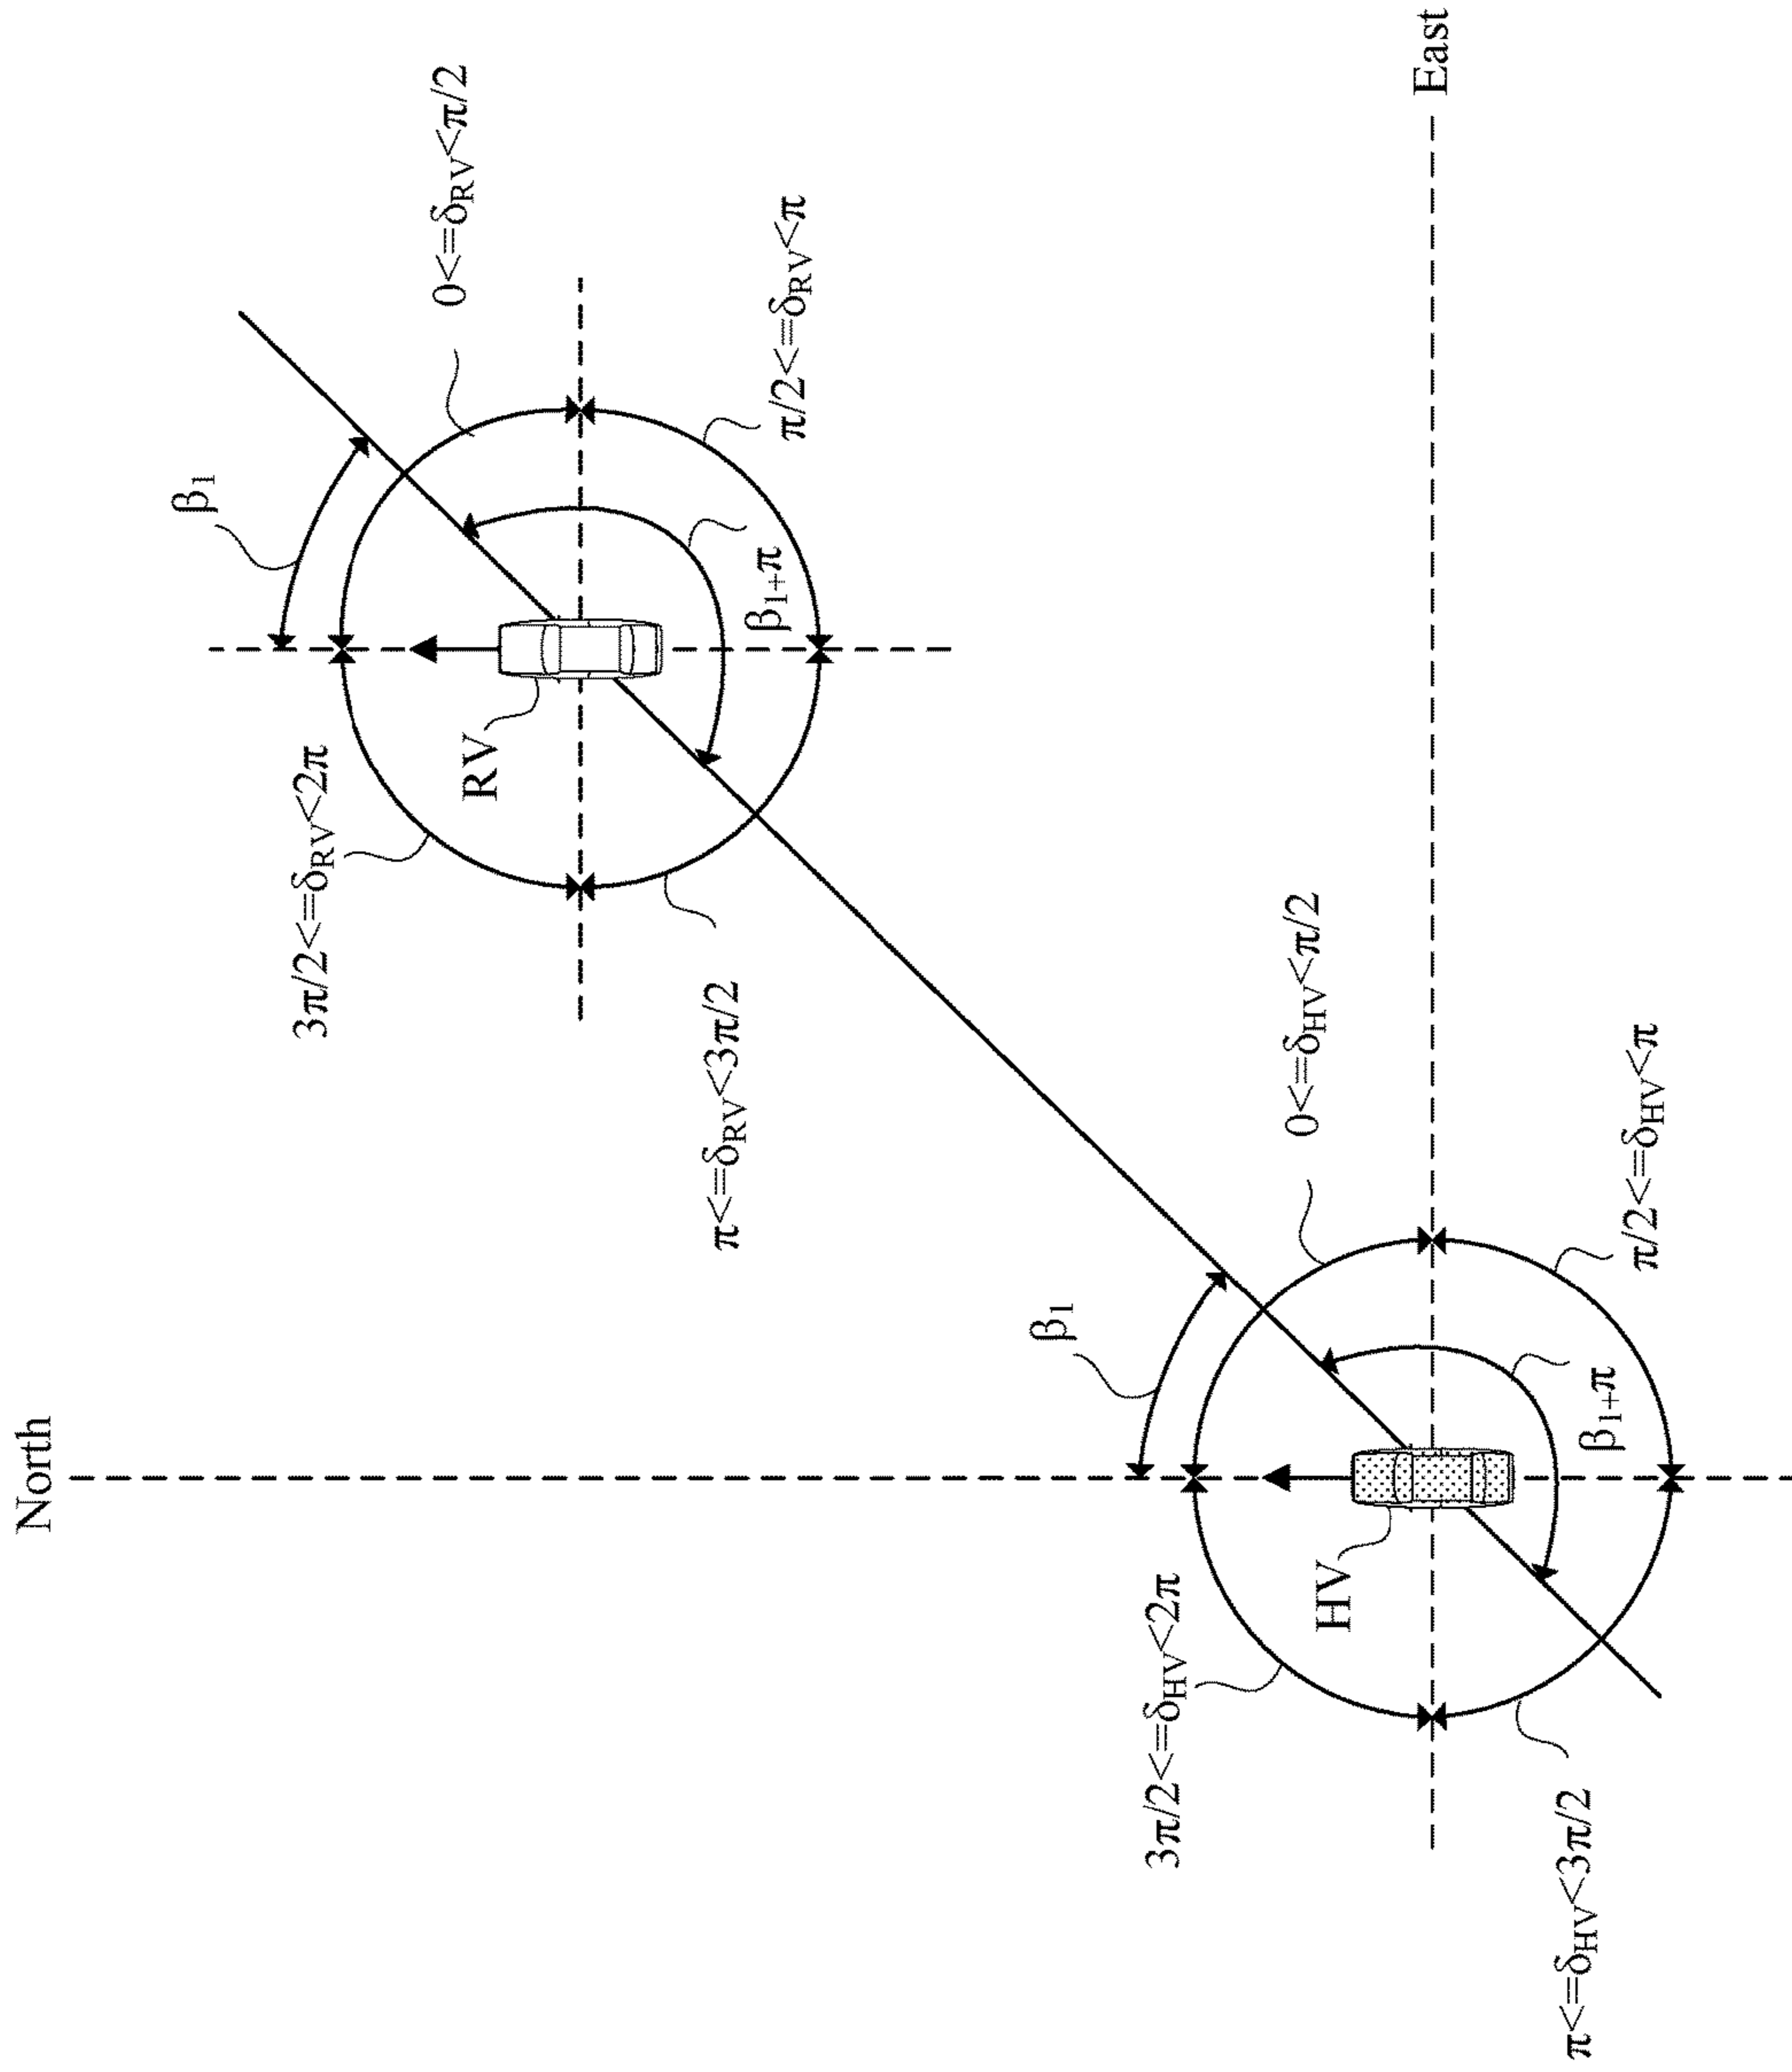 North
β₁
0<=δRV<π/2
3π/2<=δRV<2π
RV
π/2<=δRV<π
β₁₊π
π<=δRV<3π/2
β₁
0<=δHV<π/2
East
3π/2<=δHV<2π
HV
π/2<=δHV<π
β₁₊π
π<=δHV<3π/2